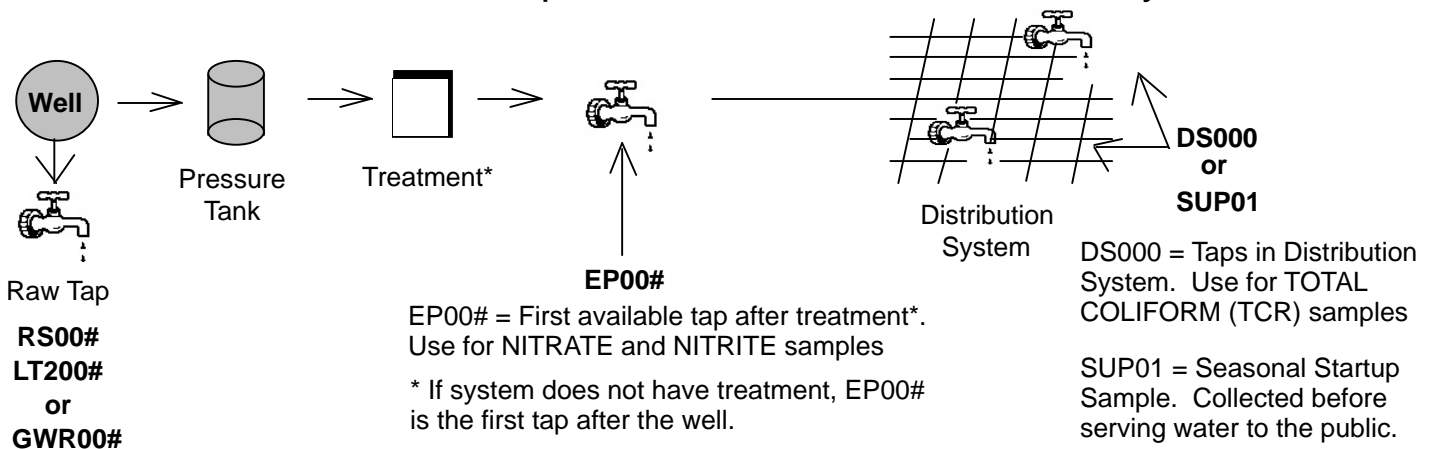 Well
Pressure
Tank
Treatment*
Raw Tap
RS00#
LT200#
or
GWR00#
EP00#
EP00# = First available tap after treatment*.
Use for NITRATE and NITRITE samples
* If system does not have treatment, EP00#
is the first tap after the well.
Distribution
System
DS000
or
SUP01
DS000 = Taps in Distribution
System. Use for TOTAL
COLIFORM (TCR) samples
SUP01 = Seasonal Startup
Sample. Collected before
serving water to the public.